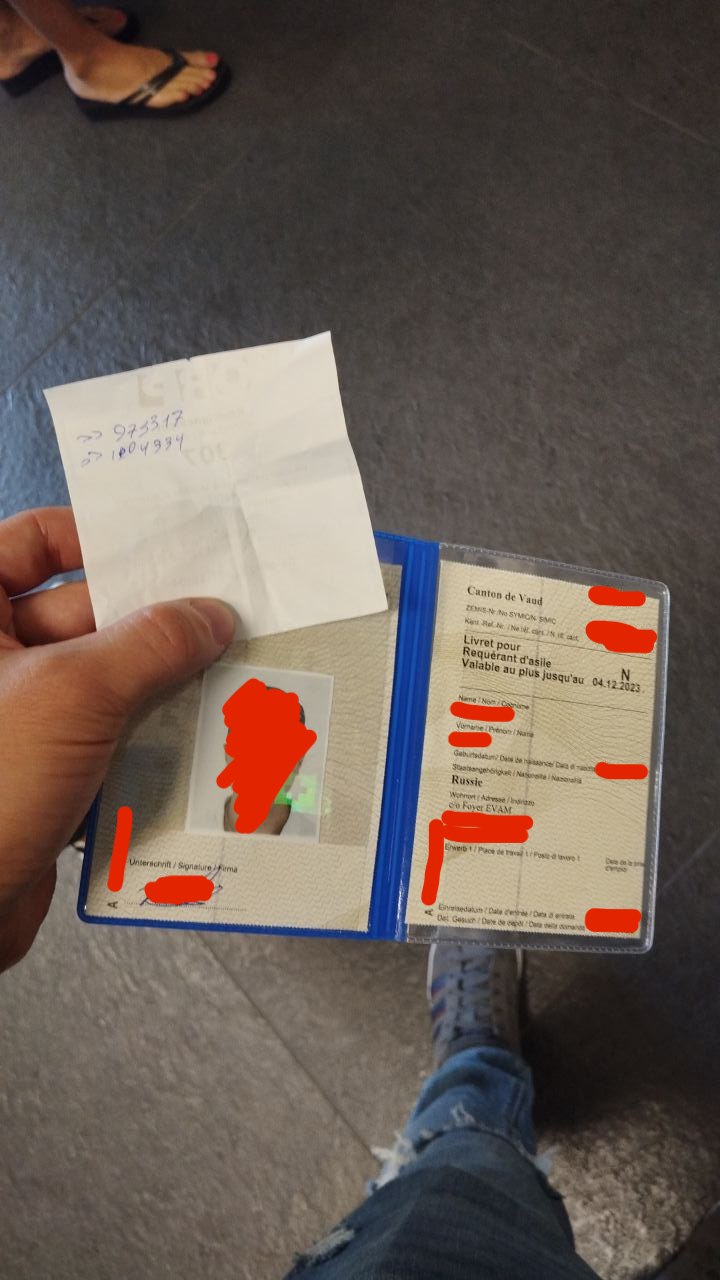 >> 973317
Canton de Vaud
ZEMIS-Nr./No SYMIC/N. SIMIC
Kant.-Ref.-Nr. / No réf. cant. / N. rif. cant.
Livret pour
Requérant d'asile N
Valable au plus jusqu'au 04.12.2023
Name / Nom / Cognome
Vorname / Prénom / Nome
Geburtsdatum / Date de naissance / Data di nascita
Staatsangehörigkeit / Nationalité / Nazionalità
Russie
Wohnort / Adresse / Indirizzo
c/o Foyer EVAM
Erwerb 1 / Place de travail 1 / Posto di lavoro 1
Einreisedatum / Date d'entrée / Data di entrata
Dat. Gesuch / Date de dépôt / Data della domanda
A
Unterschrift / Signature / Firma
A